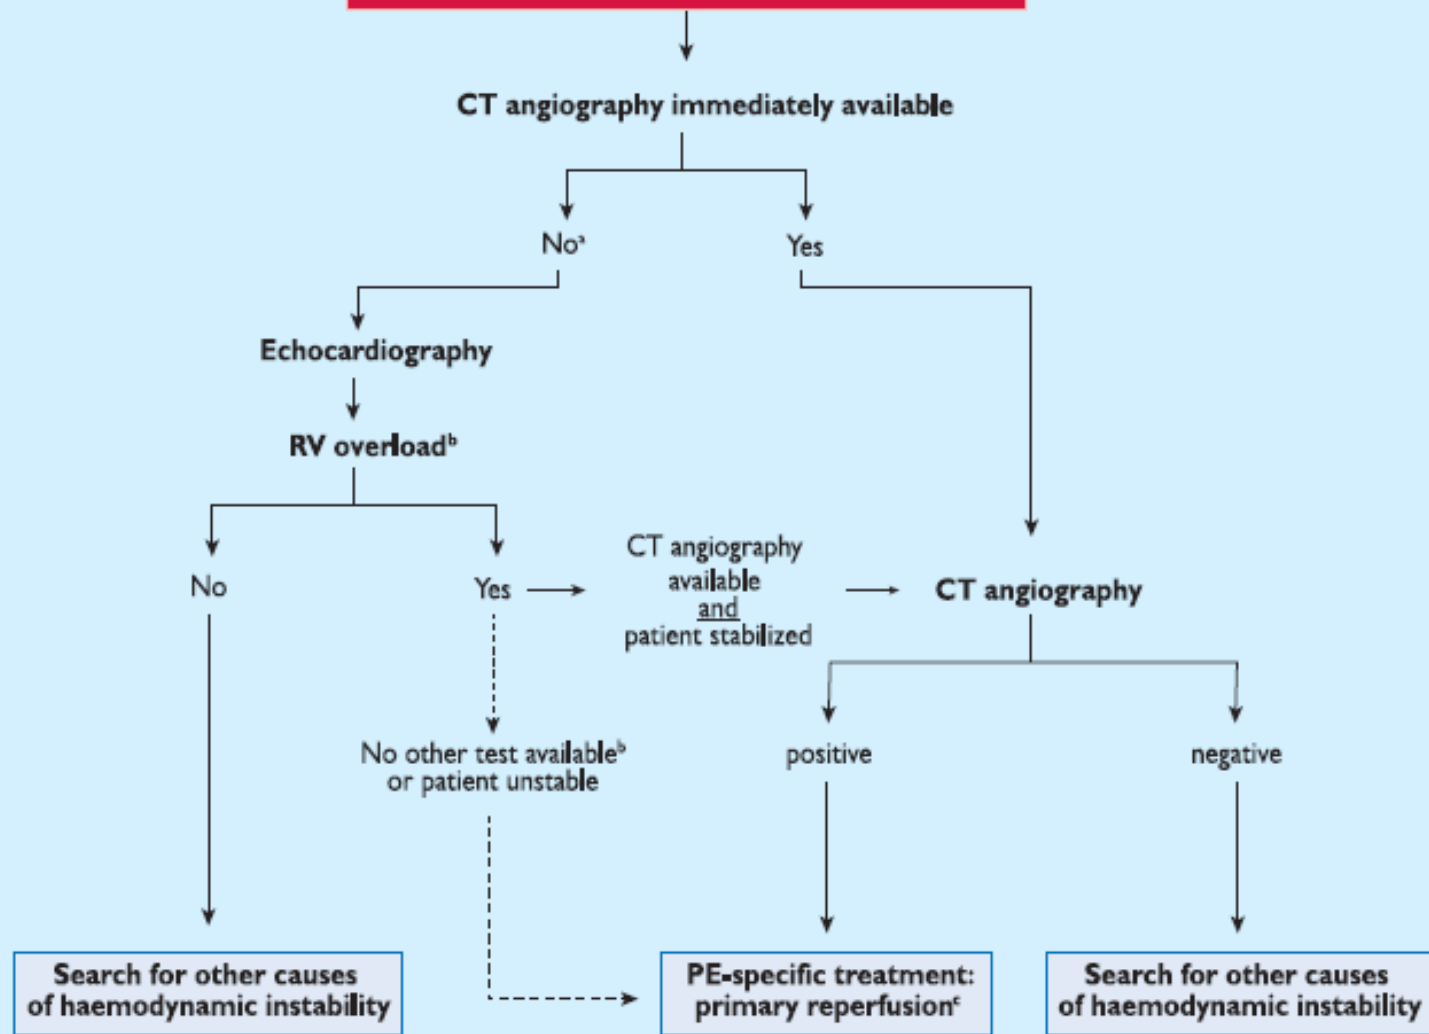 CT angiography immediately available
Noᵃ
Yes
Echocardiography
RV overloadᵇ
No
Yes
CT angiography
available
and
patient stabilized
CT angiography
No other test availableᵇ
or patient unstable
positive
negative
Search for other causes
of haemodynamic instability
PE-specific treatment:
primary reperfusionᶜ
Search for other causes
of haemodynamic instability